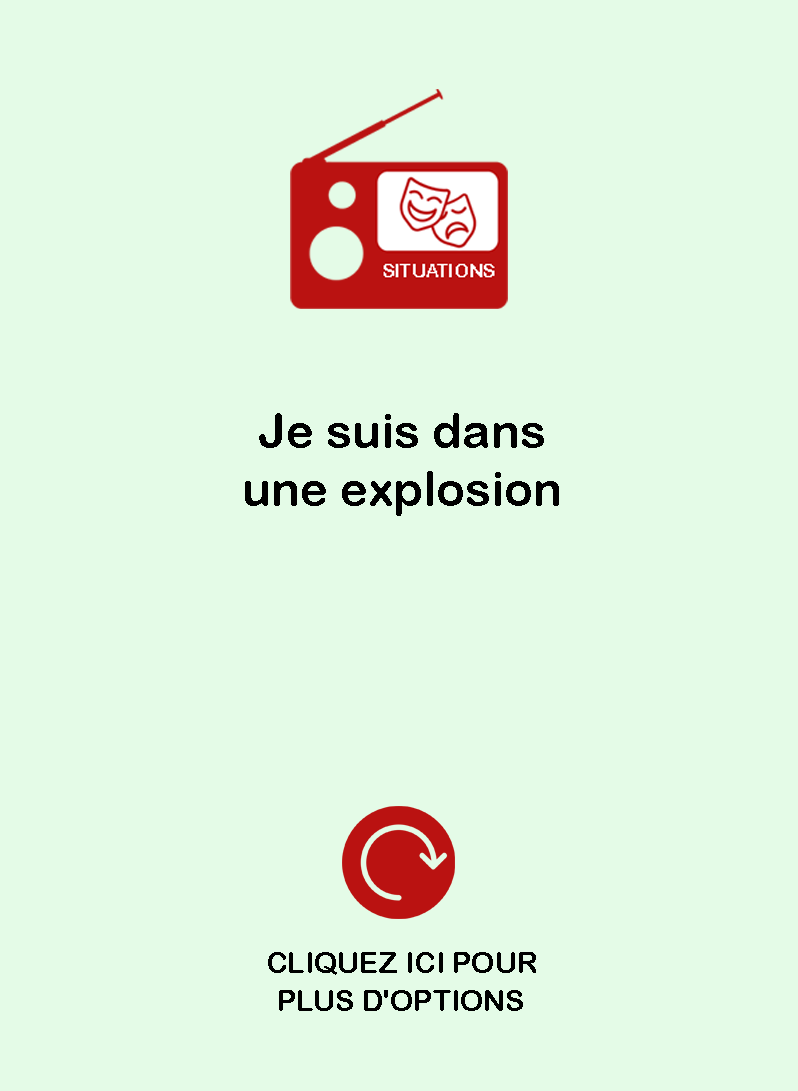 SITUATIONS
Je suis dans
une explosion
CLIQUEZ ICI POUR
PLUS D'OPTIONS